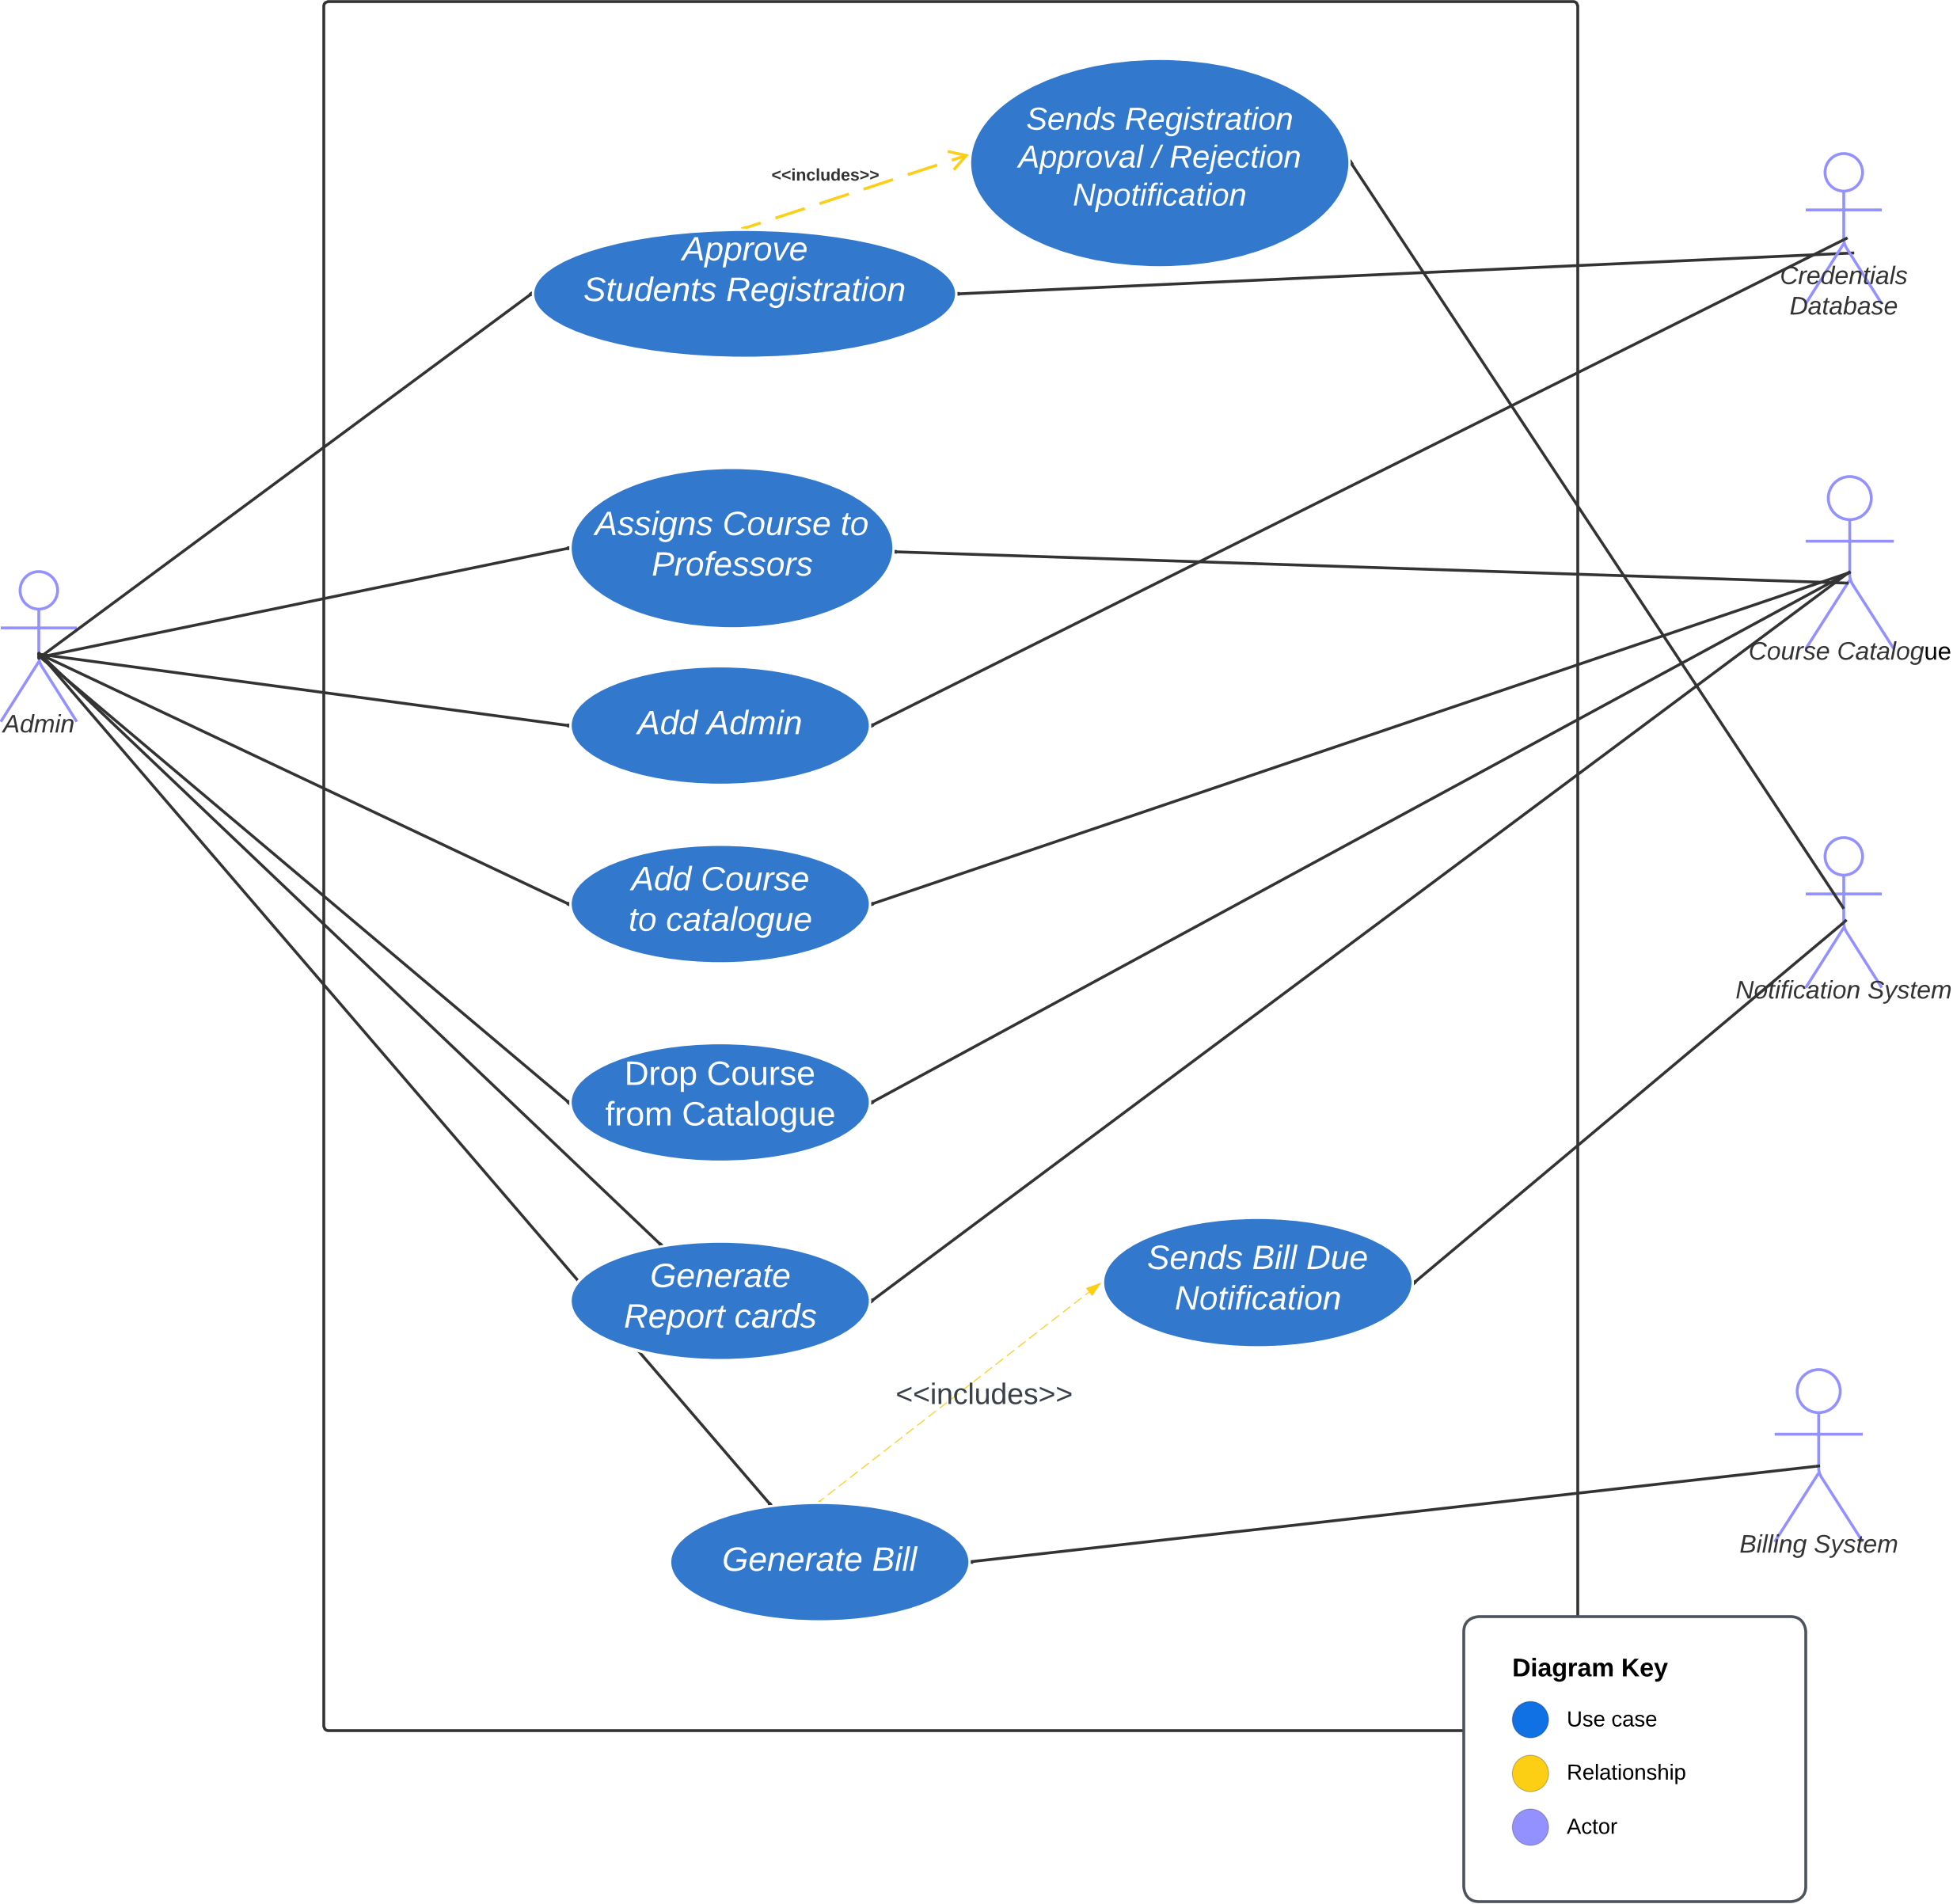 Sends Registration
Approval / Rejection
Npotification
<<includes>>
Approve
Students Registration
Credentials
Database
Assigns Course to
Professors
Course Catalogue
Admin
Add Admin
Add Course
to catalogue
Notification System
Drop Course
from Catalogue
Generate
Report cards
Sends Bill Due
Notification
<<includes>>
Generate Bill
Billing System
Diagram Key
Use case
Relationship
Actor